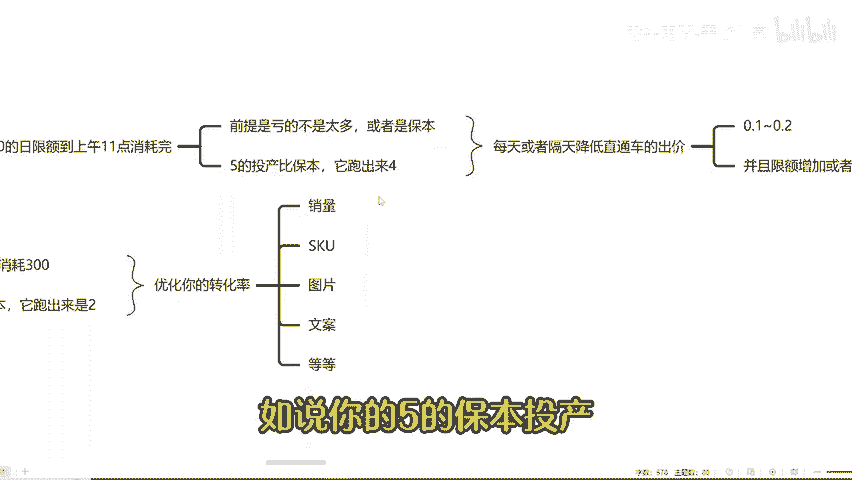 bilibili
前提是亏的不是太多，或者是保本
0的日限额到上午11点消耗完
5的投产比保本，它跑出来4
每天或者隔天降低直通车的出价
0.1~0.2
并且限额增加或者
消耗300
本，它跑出来是2
优化你的转化率
销量
SKU
图片
文案
等等
如说你的5的保本投产